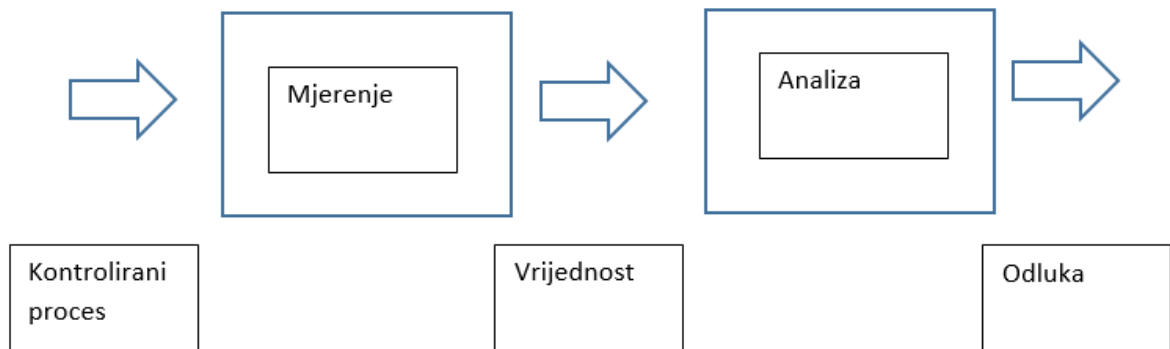 Mjerenje
Analiza
Kontrolirani
proces
Vrijednost
Odluka